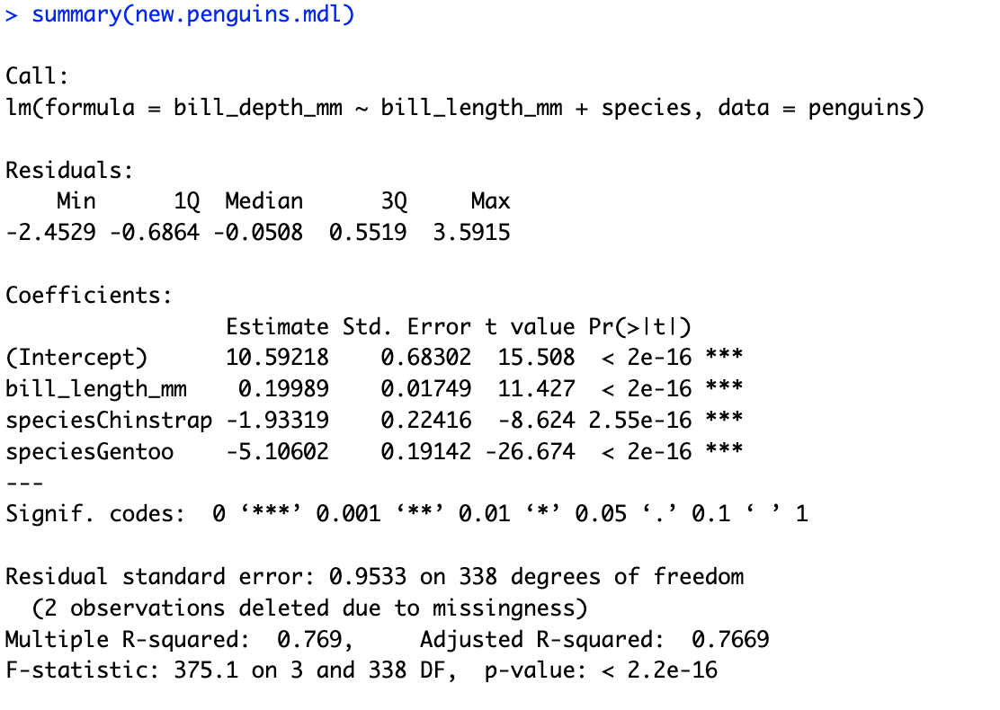 > summary(new.penguins.mdl)
Call:
lm(formula = bill_depth_mm ~ bill_length_mm + species, data = penguins)
Residuals:
    Min      1Q  Median      3Q     Max
-2.4529 -0.6864 -0.0508  0.5519  3.5915
Coefficients:
                 Estimate Std. Error t value Pr(>|t|)
(Intercept)      10.59218    0.68302  15.508  < 2e-16 ***
bill_length_mm    0.19989    0.01749  11.427  < 2e-16 ***
speciesChinstrap -1.93319    0.22416  -8.624 2.55e-16 ***
speciesGentoo    -5.10602    0.19142 -26.674  < 2e-16 ***
---
Signif. codes:  0 ‘***’ 0.001 ‘**’ 0.01 ‘*’ 0.05 ‘.’ 0.1 ‘ ’ 1
Residual standard error: 0.9533 on 338 degrees of freedom
  (2 observations deleted due to missingness)
Multiple R-squared:  0.769,     Adjusted R-squared:  0.7669
F-statistic: 375.1 on 3 and 338 DF,  p-value: < 2.2e-16